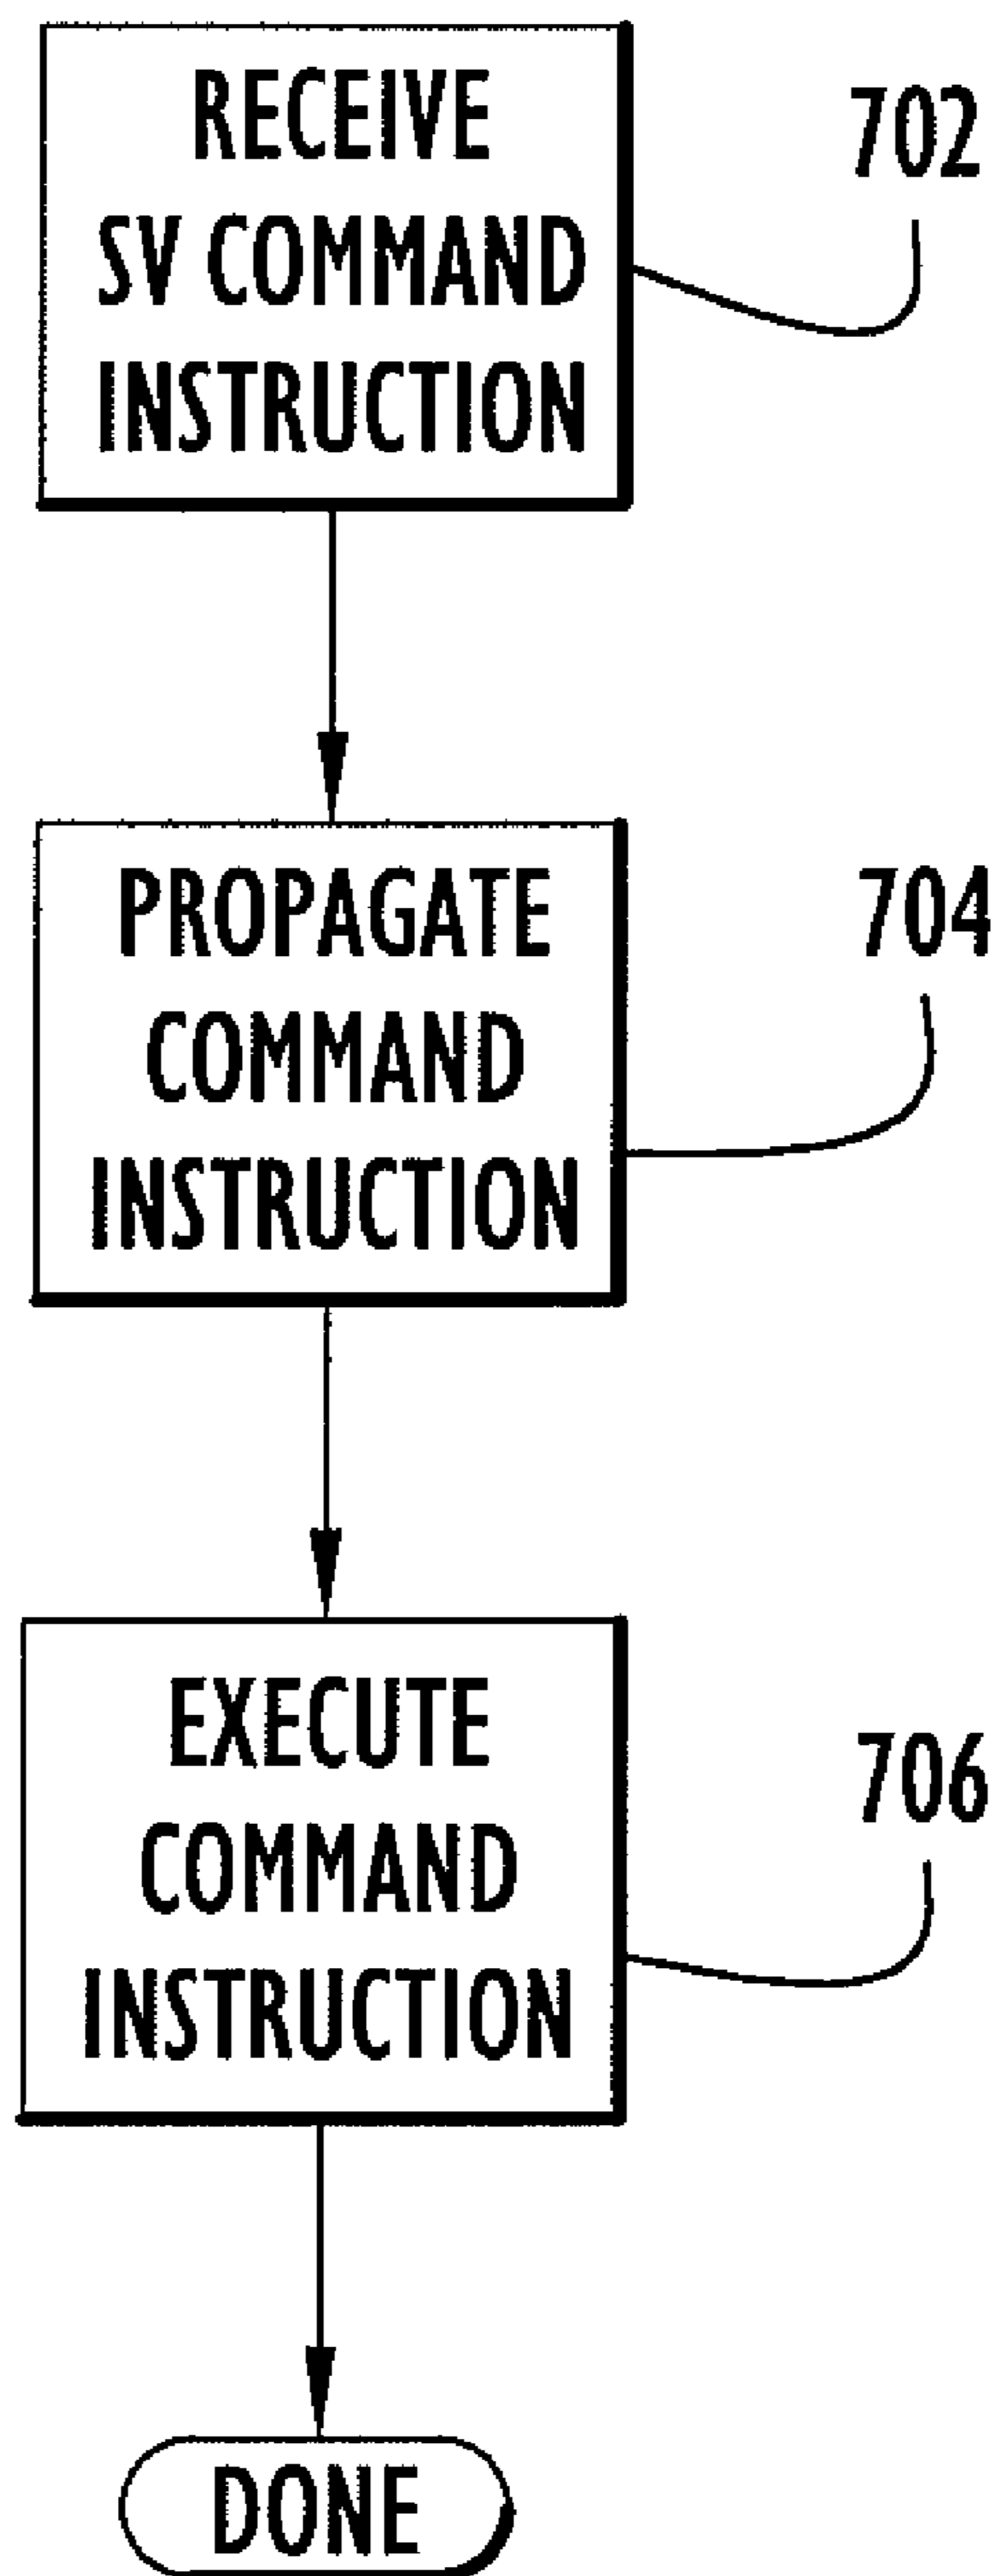 RECEIVE
SV COMMAND
INSTRUCTION
702
PROPAGATE
COMMAND
INSTRUCTION
704
EXECUTE
COMMAND
INSTRUCTION
706
DONE